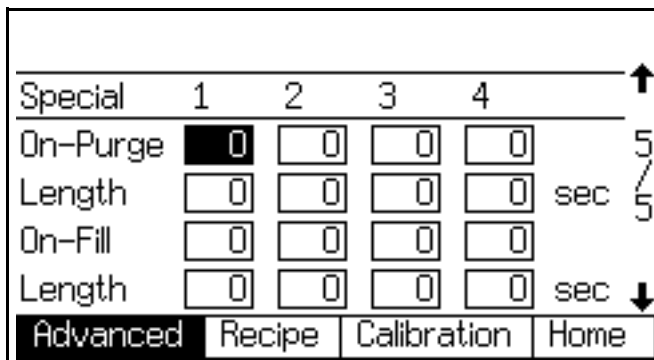 Special 1 2 3 4
On-Purge 0 0 0 0
Length 0 0 0 0 sec
On-Fill 0 0 0 0
Length 0 0 0 0 sec
5/5
Advanced Recipe Calibration Home